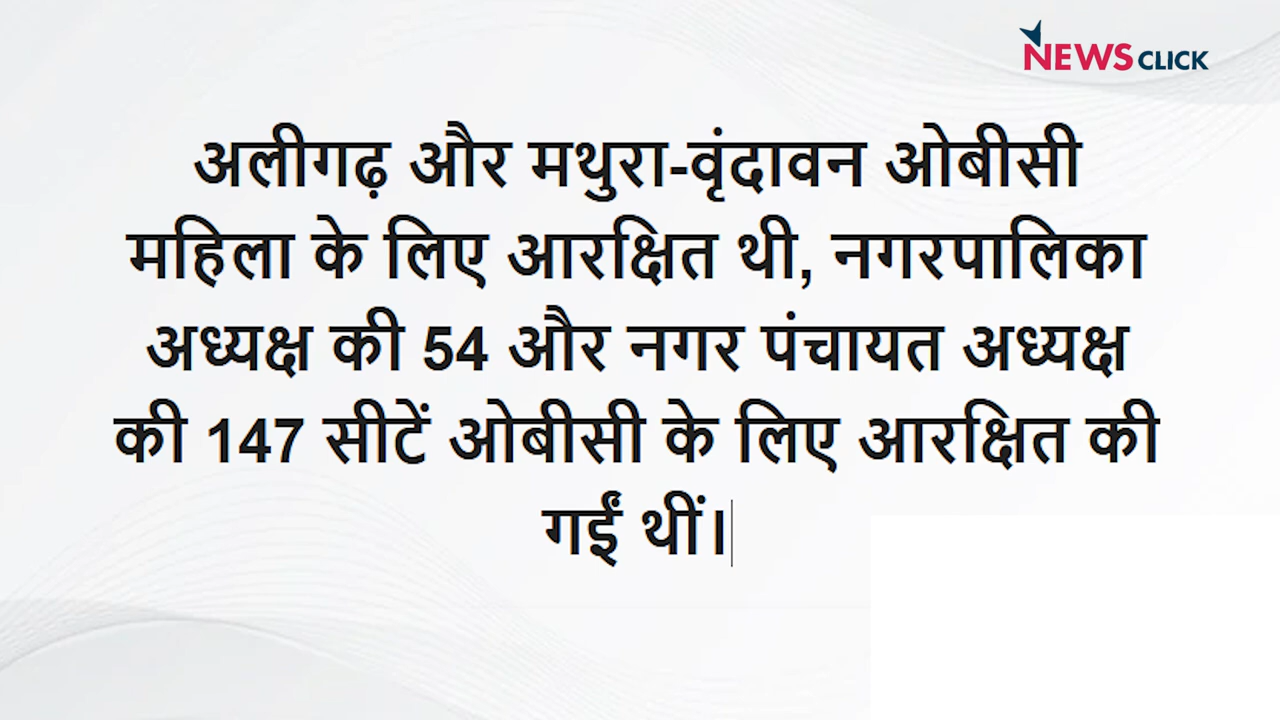 NEWSCLICK
अलीगढ़ और मथुरा-वृंदावन ओबीसी
महिला के लिए आरक्षित थी, नगरपालिका
अध्यक्ष की 54 और नगर पंचायत अध्यक्ष
की 147 सीटें ओबीसी के लिए आरक्षित की
गईं थीं।